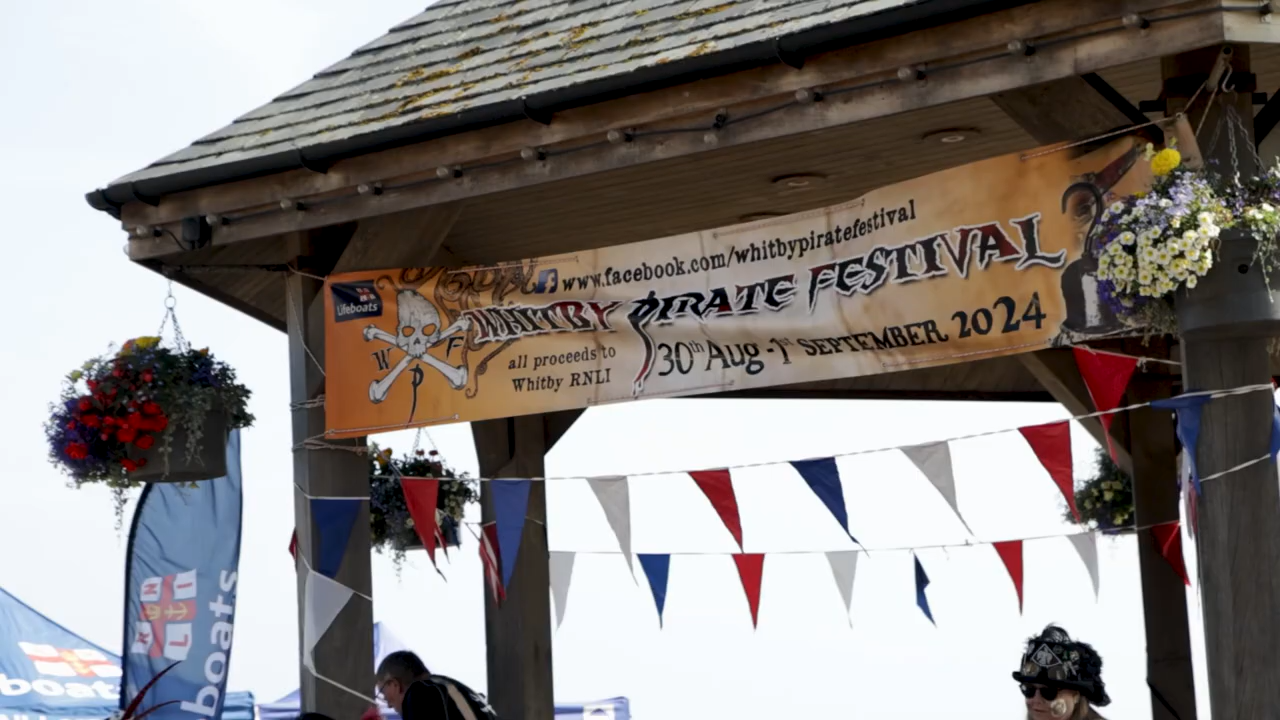 www.facebook.com/whitbypiratefestival
Lifeboats
WHITBY PIRATE FESTIVAL
W F
P
all proceeds to
Whitby RNLI
30th Aug - 1st SEPTEMBER 2024
R N
L I
boats
boats